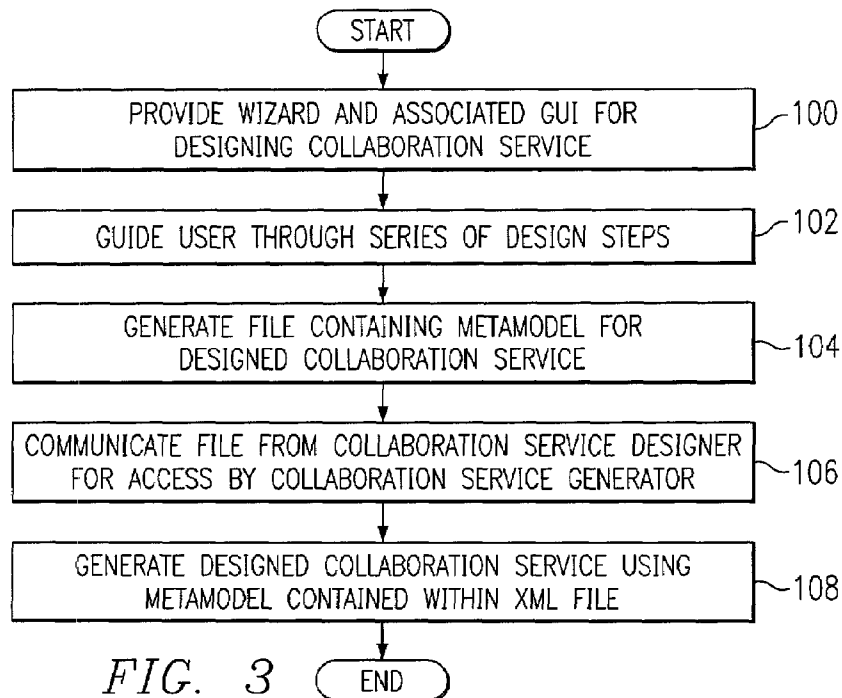 START
PROVIDE WIZARD AND ASSOCIATED GUI FOR
DESIGNING COLLABORATION SERVICE
100
GUIDE USER THROUGH SERIES OF DESIGN STEPS
102
GENERATE FILE CONTAINING METAMODEL FOR
DESIGNED COLLABORATION SERVICE
104
COMMUNICATE FILE FROM COLLABORATION SERVICE DESIGNER
FOR ACCESS BY COLLABORATION SERVICE GENERATOR
106
GENERATE DESIGNED COLLABORATION SERVICE USING
METAMODEL CONTAINED WITHIN XML FILE
108
FIG. 3
END